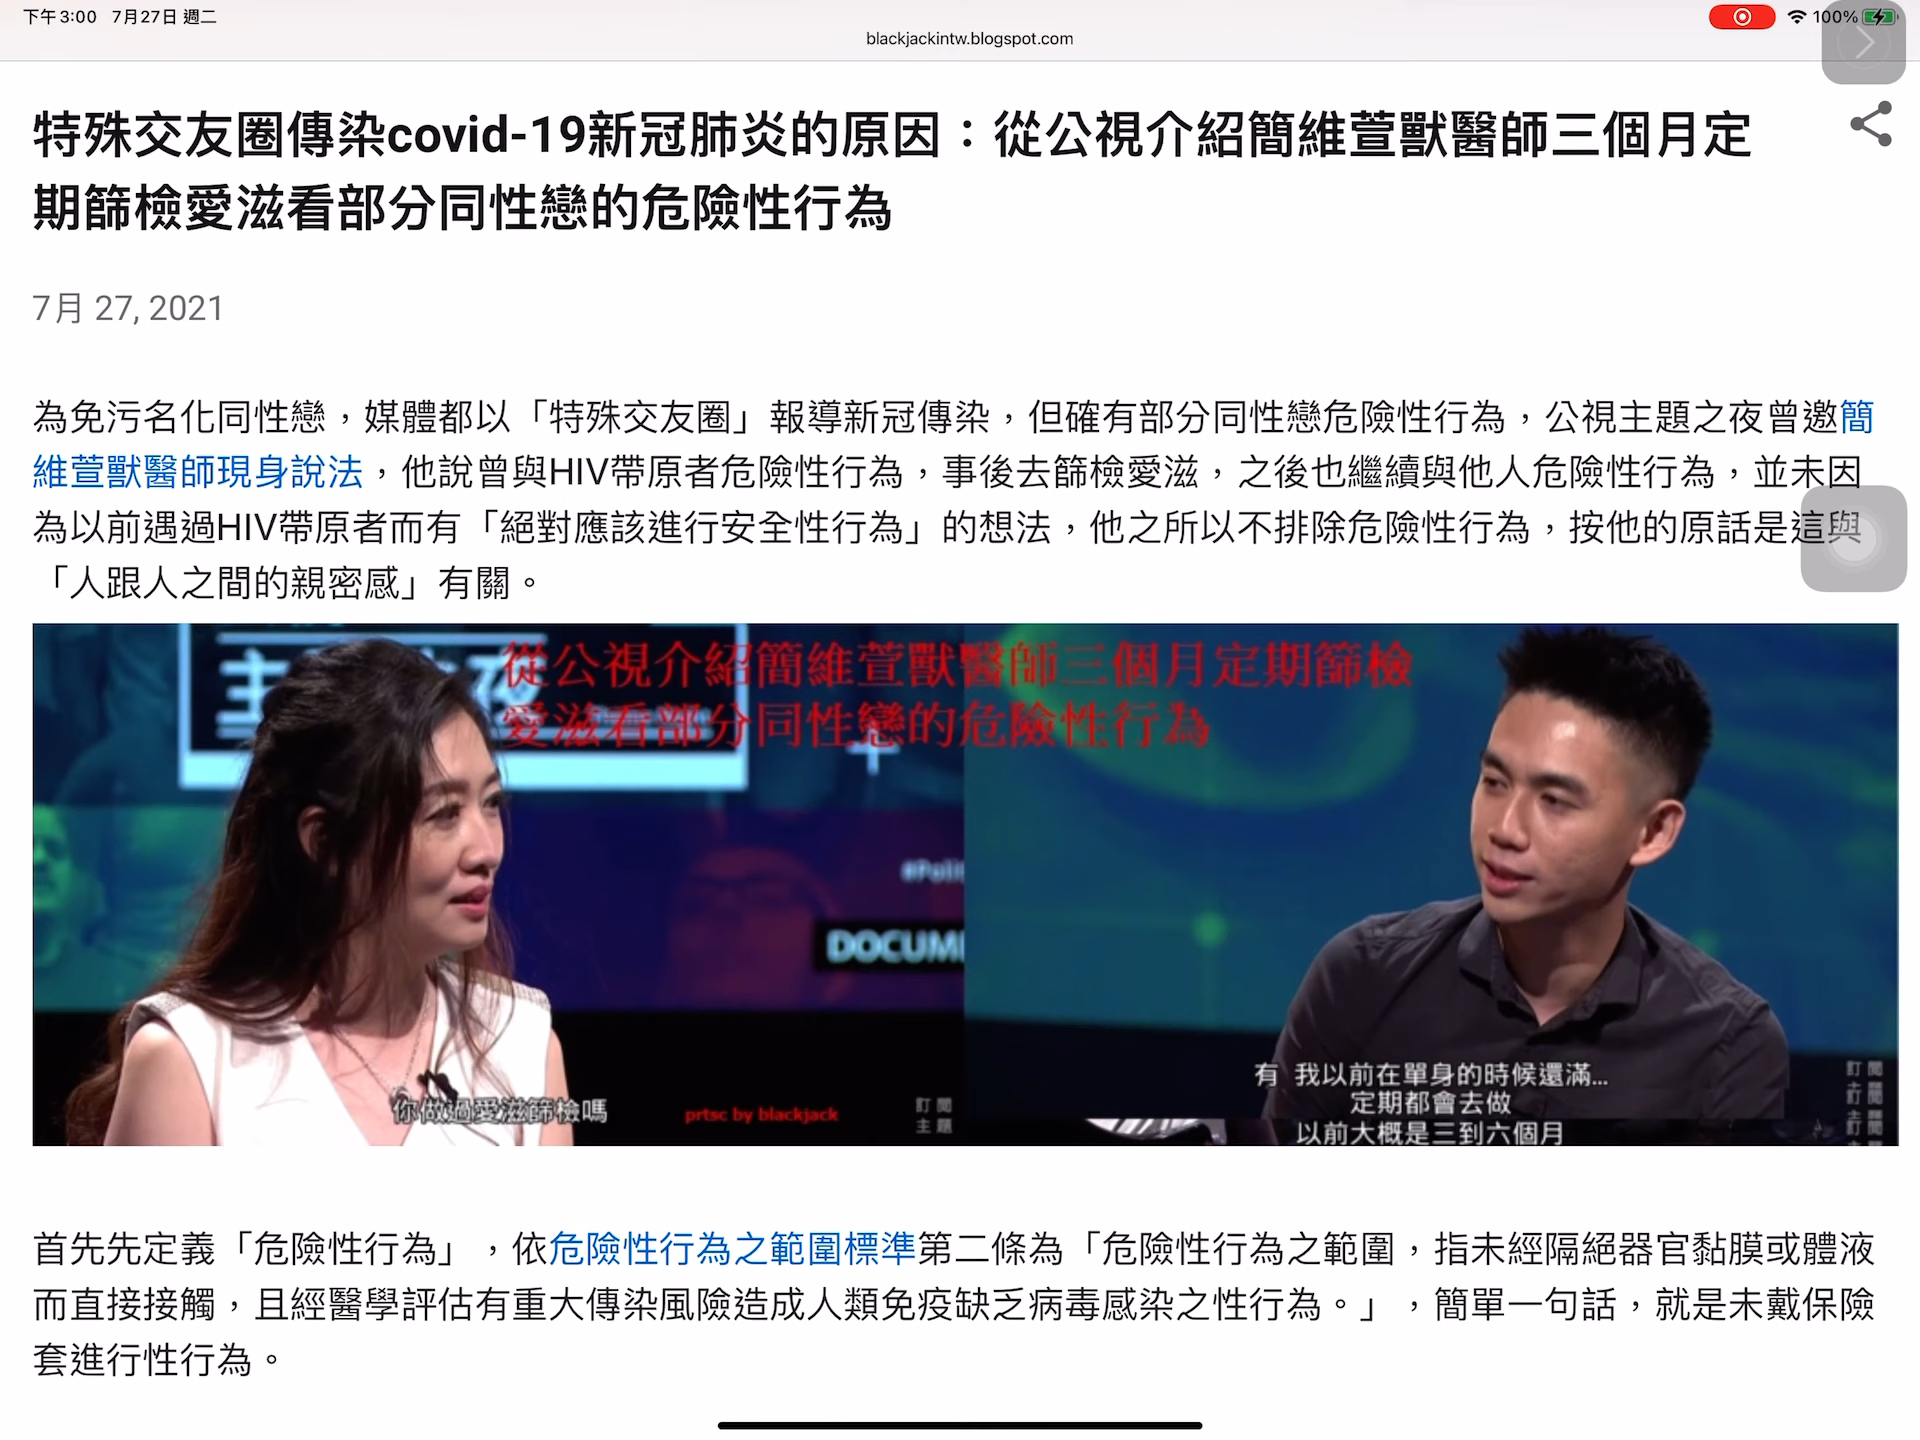 下午3:00 7月27日 週二
100%
blackjackintw.blogspot.com
特殊交友圈傳染covid-19新冠肺炎的原因：從公視介紹簡維萱獸醫師三個月定
期篩檢愛滋看部分同性戀的危險性行為
7月 27, 2021
為免污名化同性戀，媒體都以「特殊交友圈」報導新冠傳染，但確有部分同性戀危險性行為，公視主題之夜曾邀簡
維萱獸醫師現身說法，他說曾與HIV帶原者危險性行為，事後去篩檢愛滋，之後也繼續與他人危險性行為，並未因
為以前遇過HIV帶原者而有「絕對應該進行安全性行為」的想法，他之所以不排除危險性行為，按他的原話是這與
「人跟人之間的親密感」有關。
從公視介紹簡維萱獸醫師三個月定期篩檢
愛滋看部分同性戀的危險性行為
#Polit
DOCUM
你做過愛滋篩檢嗎
prtsc by blackjack
訂閱
主題
有 我以前在單身的時候還滿...
定期都會去做
以前大概是三到六個月
首先先定義「危險性行為」，依危險性行為之範圍標準第二條為「危險性行為之範圍，指未經隔絕器官黏膜或體液
而直接接觸，且經醫學評估有重大傳染風險造成人類免疫缺乏病毒感染之性行為。」，簡單一句話，就是未戴保險
套進行性行為。